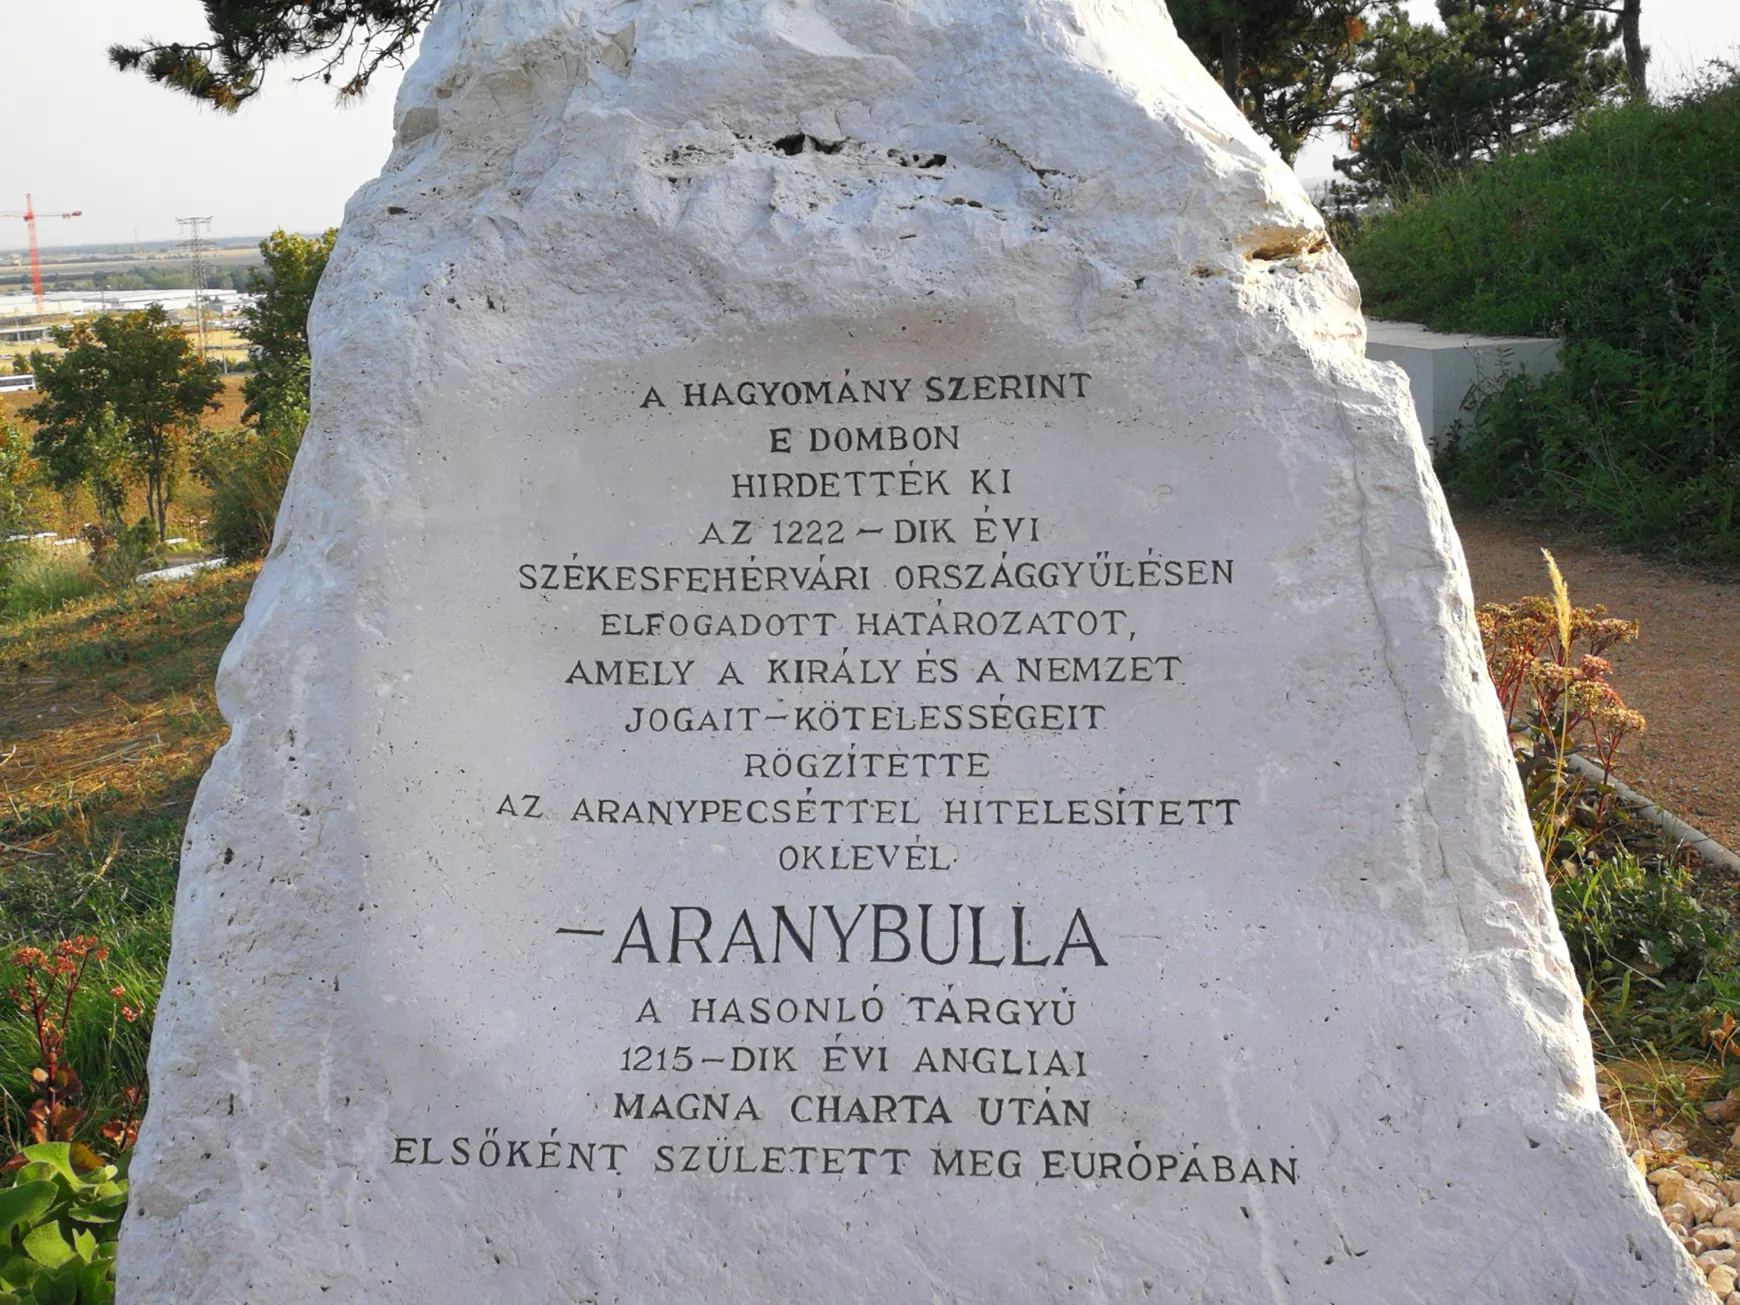 A HAGYOMÁNY SZERINT
E DOMBON
HIRDETTÉK KI
AZ 1222-DIK ÉVI
SZÉKESFEHÉRVÁRI ORSZÁGGYŰLÉSEN
ELFOGADOTT HATÁROZATOT,
AMELY A KIRÁLY ÉS A NEMZET
JOGAIT-KÖTELESSÉGEIT
RÖGZÍTETTE
AZ ARANYPECSÉTTEL HITELESÍTETT
OKLEVÉL
-ARANYBULLA-
A HASONLÓ TÁRGYÚ
1215-DIK ÉVI ANGLIAI
MAGNA CHARTA UTÁN
ELSŐKÉNT SZÜLETETT MEG EURÓPÁBAN